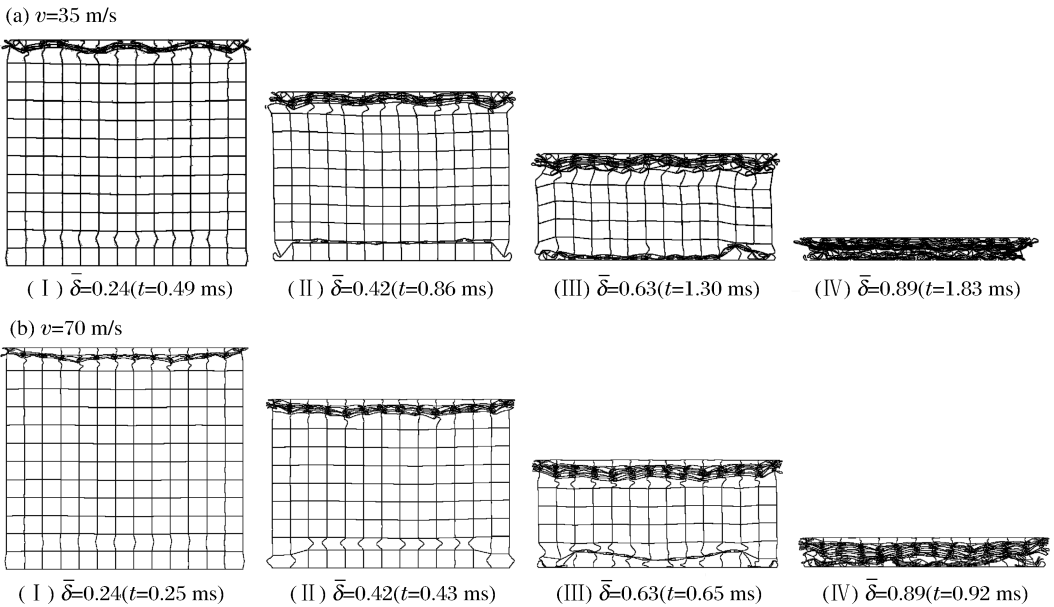 (a) v=35 m/s
(Ⅰ) δ̄=0.24(t=0.49 ms)
(Ⅱ) δ̄=0.42(t=0.86 ms)
(Ⅲ) δ̄=0.63(t=1.30 ms)
(Ⅳ) δ̄=0.89(t=1.83 ms)
(b) v=70 m/s
(Ⅰ) δ̄=0.24(t=0.25 ms)
(Ⅱ) δ̄=0.42(t=0.43 ms)
(Ⅲ) δ̄=0.63(t=0.65 ms)
(Ⅳ) δ̄=0.89(t=0.92 ms)